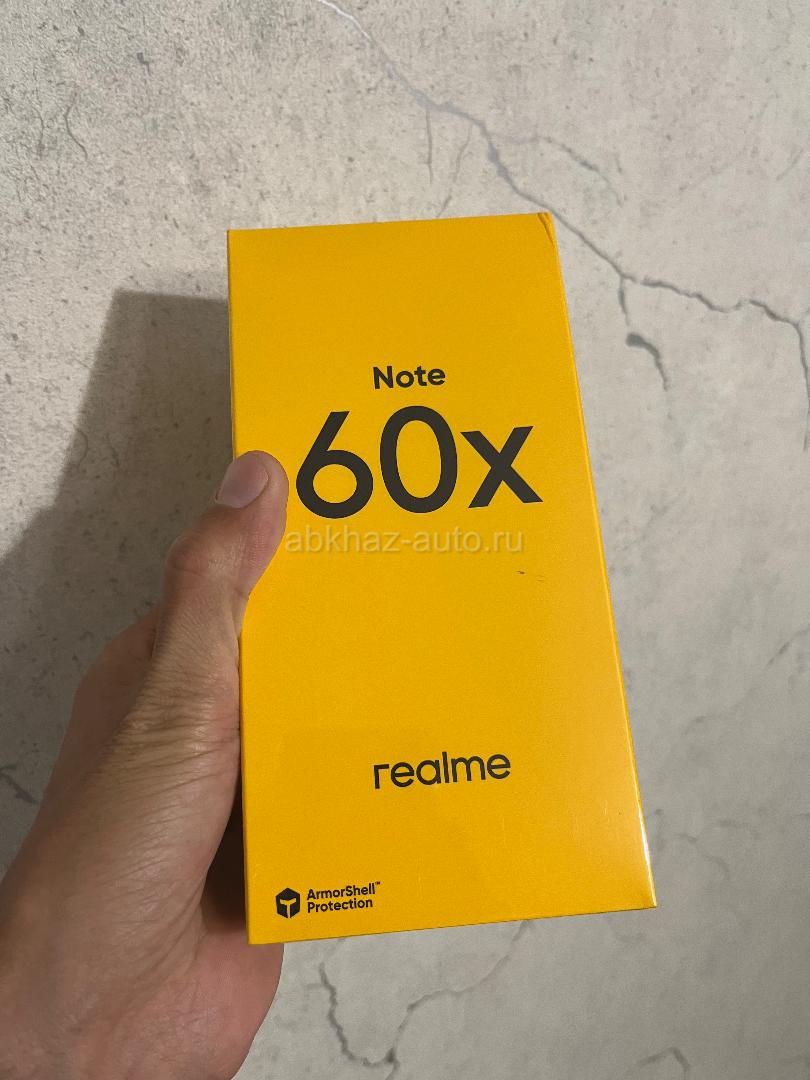 Note
60x
abkhaz-auto.ru
realme
ArmorShell™
Protection